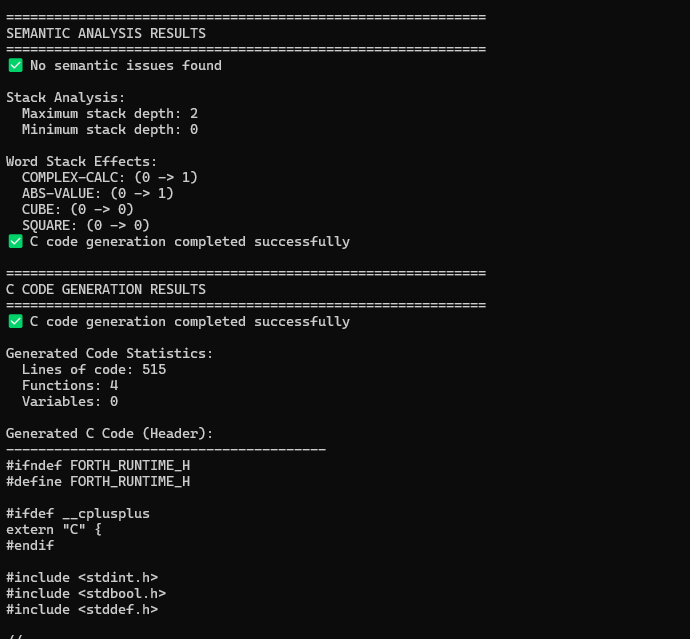 ============================================================
SEMANTIC ANALYSIS RESULTS
============================================================
✅ No semantic issues found

Stack Analysis:
  Maximum stack depth: 2
  Minimum stack depth: 0

Word Stack Effects:
  COMPLEX-CALC: (0 -> 1)
  ABS-VALUE: (0 -> 1)
  CUBE: (0 -> 0)
  SQUARE: (0 -> 0)
✅ C code generation completed successfully

============================================================
C CODE GENERATION RESULTS
============================================================
✅ C code generation completed successfully

Generated Code Statistics:
  Lines of code: 515
  Functions: 4
  Variables: 0

Generated C Code (Header):
----------------------------------------
#ifndef FORTH_RUNTIME_H
#define FORTH_RUNTIME_H

#ifdef __cplusplus
extern "C" {
#endif

#include <stdint.h>
#include <stdbool.h>
#include <stddef.h>